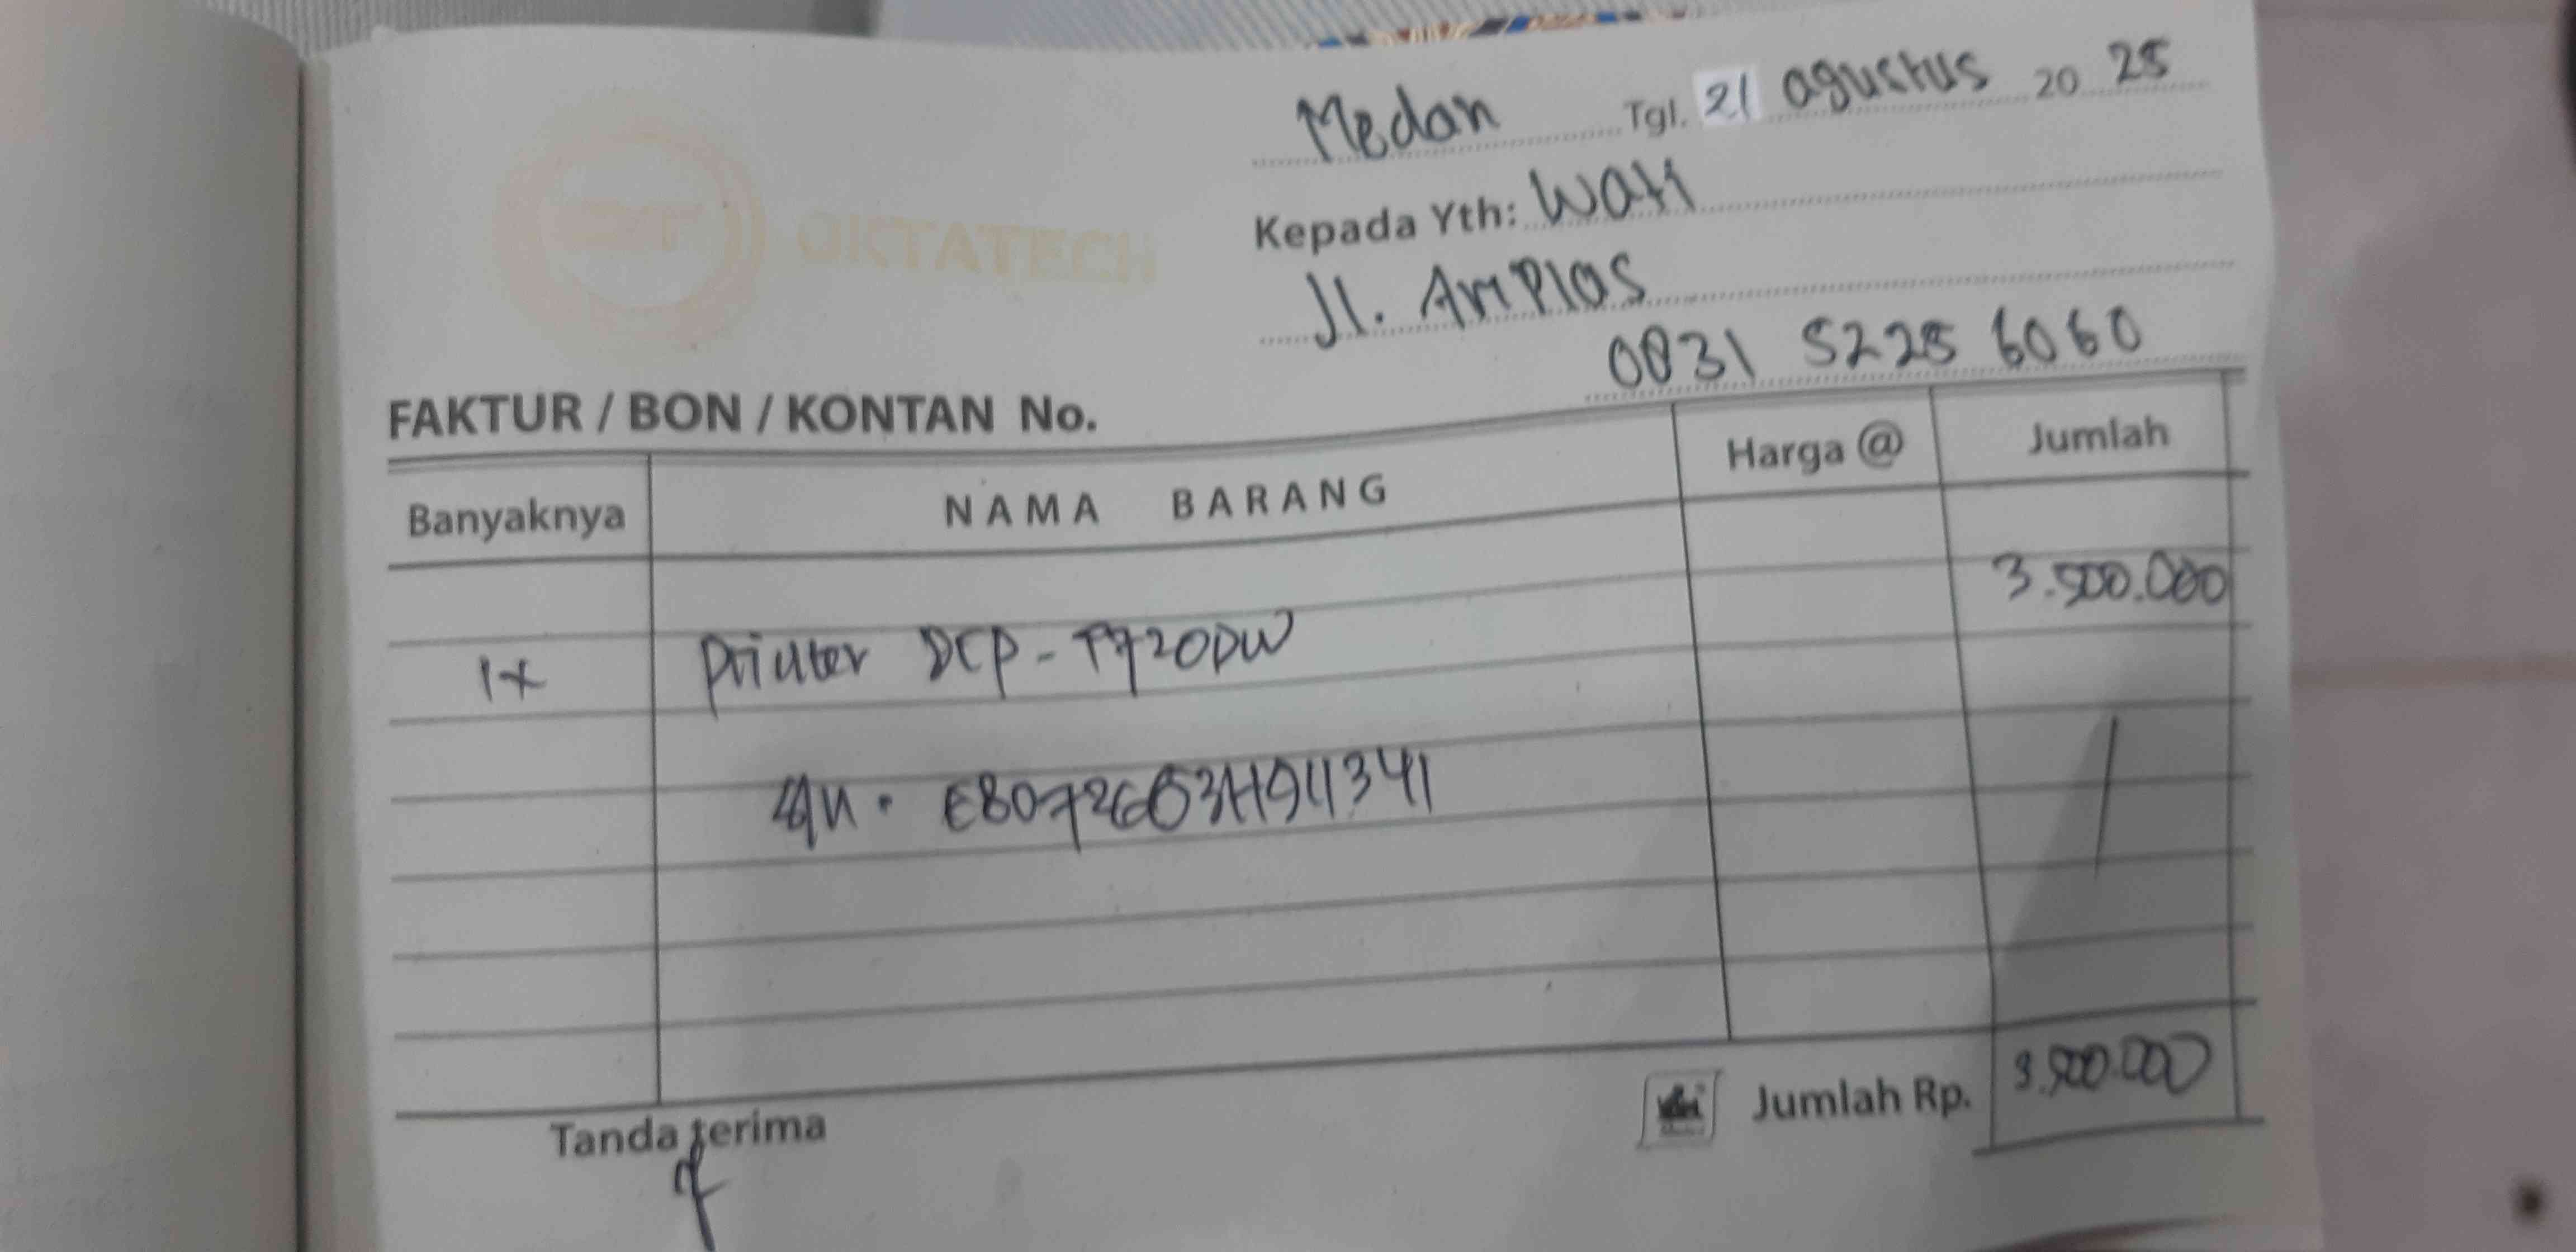 Medan Tgl. 21 agustus 20 25
OKTATECH
Kepada Yth: Wati
Jl. Amplas
0831 5225 6060
FAKTUR / BON / KONTAN No.
Banyaknya NAMA BARANG Harga @ Jumlah
3.500.000
1x Printer DCP-T720DW
S/N. E80726G3H911341
Jumlah Rp. 3.500.000
Tanda terima